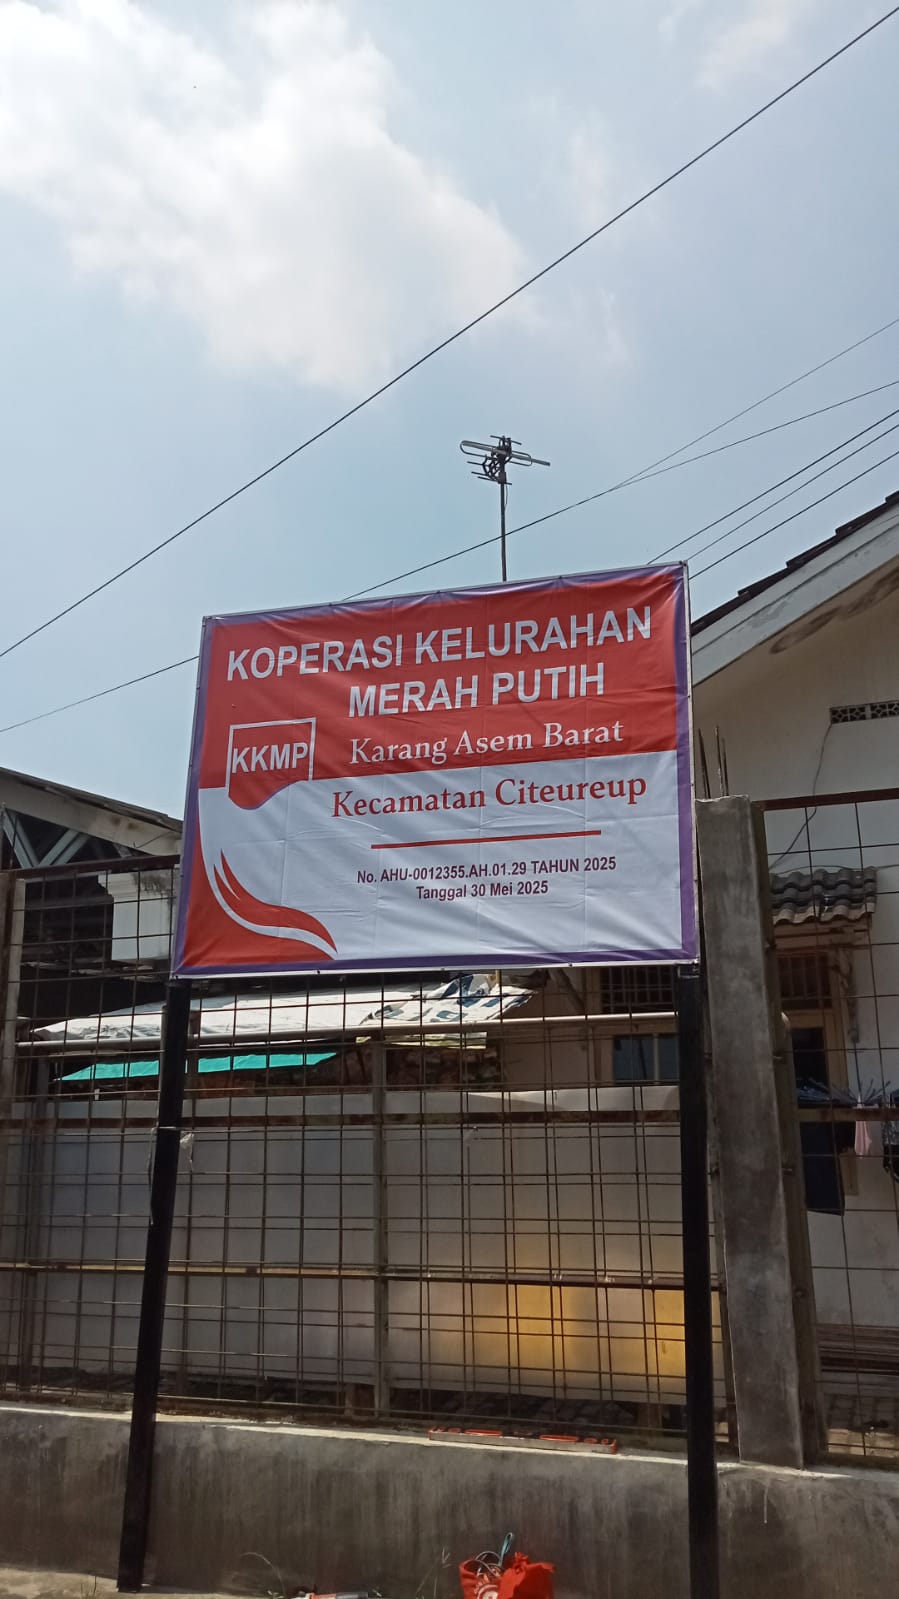 KOPERASI KELURAHAN
MERAH PUTIH
KKMP
Karang Asem Barat
Kecamatan Citeureup
No. AHU-0012355.AH.01.29 TAHUN 2025
Tanggal 30 Mei 2025